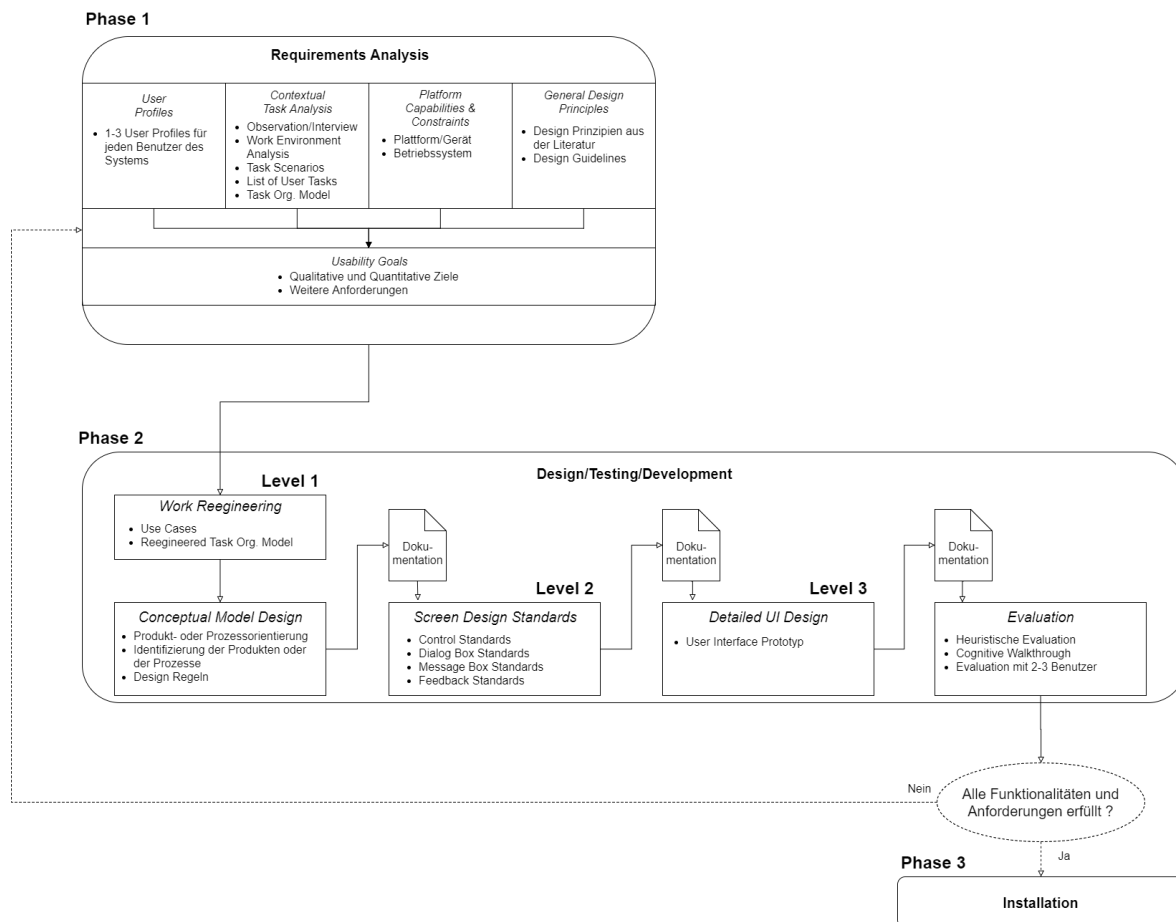 Phase 1
Requirements Analysis
User
Profiles
• 1-3 User Profiles für
jeden Benutzer des
Systems
Contextual
Task Analysis
• Observation/Interview
• Work Environment
Analysis
• Task Scenarios
• List of User Tasks
• Task Org. Model
Platform
Capabilities &
Constraints
• Plattform/Gerät
• Betriebssystem
General Design
Principles
• Design Prinzipien aus
der Literatur
• Design Guidelines
Usability Goals
• Qualitative und Quantitative Ziele
• Weitere Anforderungen
Phase 2
Design/Testing/Development
Level 1
Work Reegineering
• Use Cases
• Reegineered Task Org. Model
Conceptual Model Design
• Produkt- oder Prozessorientierung
• Identifizierung der Produkten oder
der Prozesse
• Design Regeln
Doku-
mentation
Level 2
Screen Design Standards
• Control Standards
• Dialog Box Standards
• Message Box Standards
• Feedback Standards
Doku-
mentation
Level 3
Detailed UI Design
• User Interface Prototyp
Doku-
mentation
Evaluation
• Heuristische Evaluation
• Cognitive Walkthrough
• Evaluation mit 2-3 Benutzer
Nein
Alle Funktionalitäten und
Anforderungen erfüllt ?
Ja
Phase 3
Installation